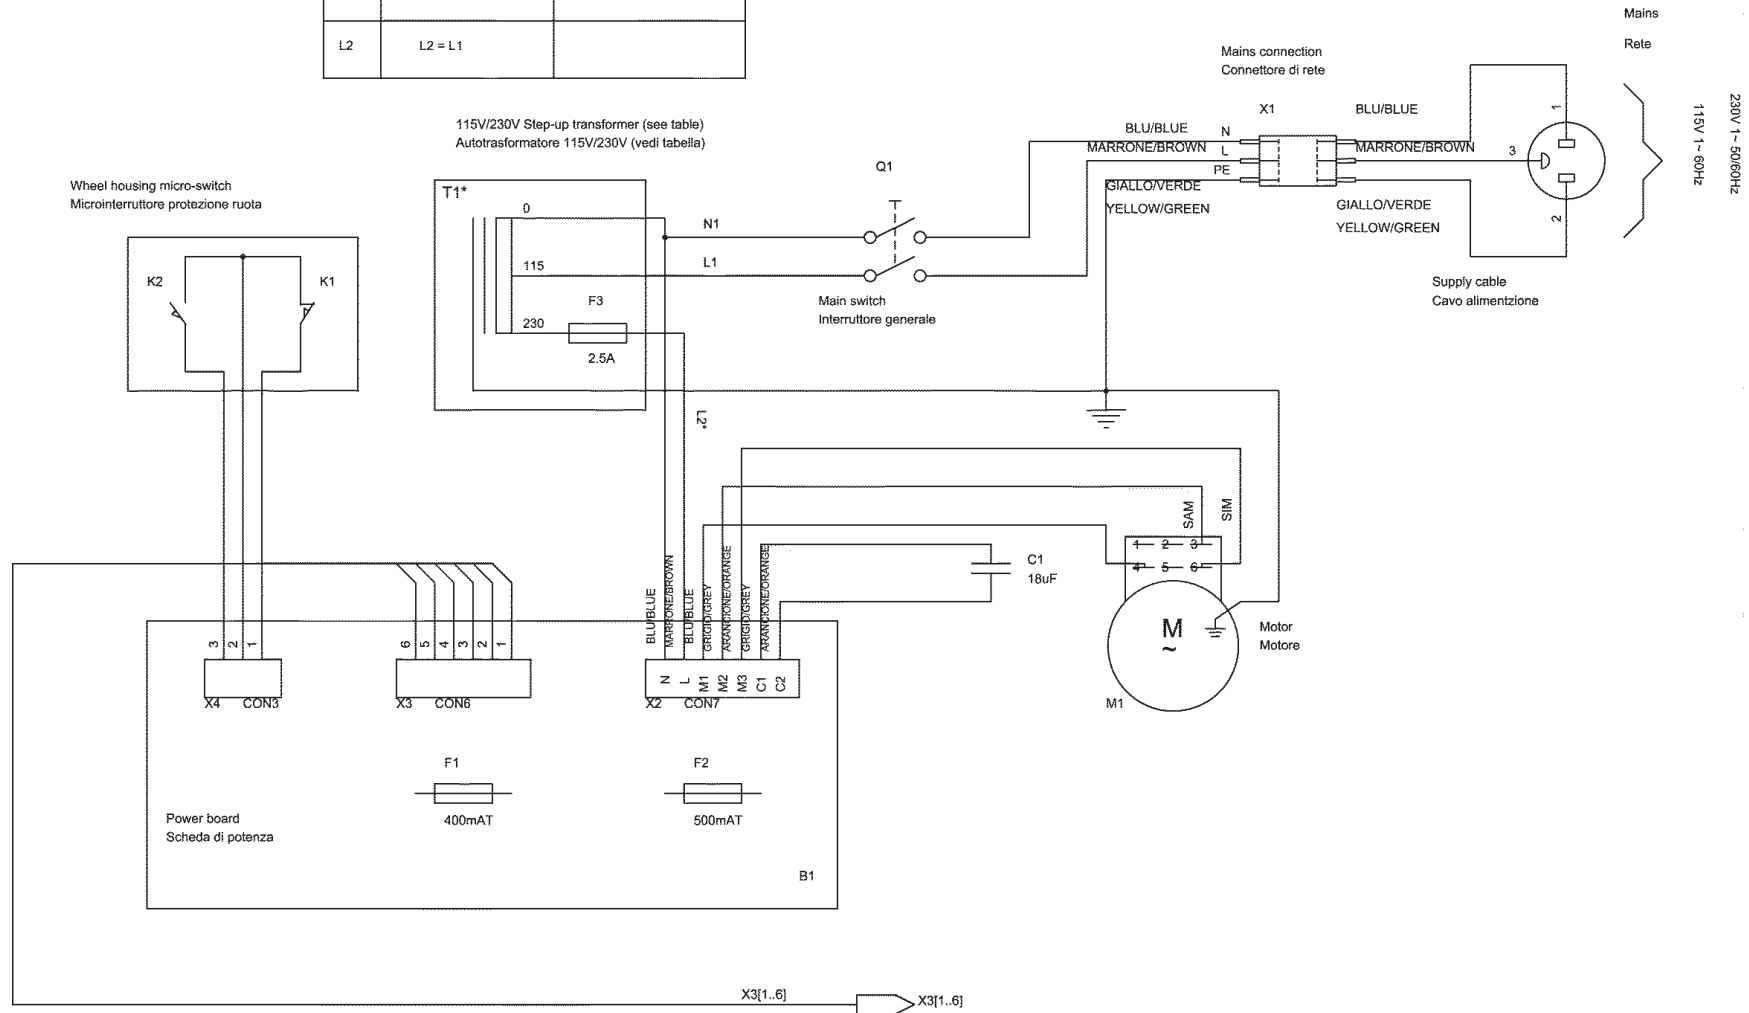 L2
L2 = L1
Mains
Rete
230V 1~ 50/60Hz
115V 1~ 60Hz
Mains connection
Connettore di rete
X1
BLU/BLUE
BLU/BLUE
N
MARRONE/BROWN
L
MARRONE/BROWN
PE
GIALLO/VERDE
YELLOW/GREEN
GIALLO/VERDE
YELLOW/GREEN
1
3
2
Supply cable
Cavo alimentzione
115V/230V Step-up transformer (see table)
Autotrasformatore 115V/230V (vedi tabella)
T1*
0
115
230
F3
2.5A
N1
L1
Q1
Main switch
Interruttore generale
L2*
Wheel housing micro-switch
Microinterruttore protezione ruota
K2
K1
SAM
SIM
1 2 3
4 5 6
C1
18uF
M
~
Motor
Motore
M1
BLU/BLUE
MARRONE/BROWN
BLU/BLUE
GRIGIO/GREY
ARANCIONE/ORANGE
GRIGIO/GREY
ARANCIONE/ORANGE
3 2 1
6 5 4 3 2 1
N L M1 M2 M3 C1 C2
X4 CON3
X3 CON6
X2 CON7
F1
400mAT
F2
500mAT
Power board
Scheda di potenza
B1
X3[1..6]
X3[1..6]